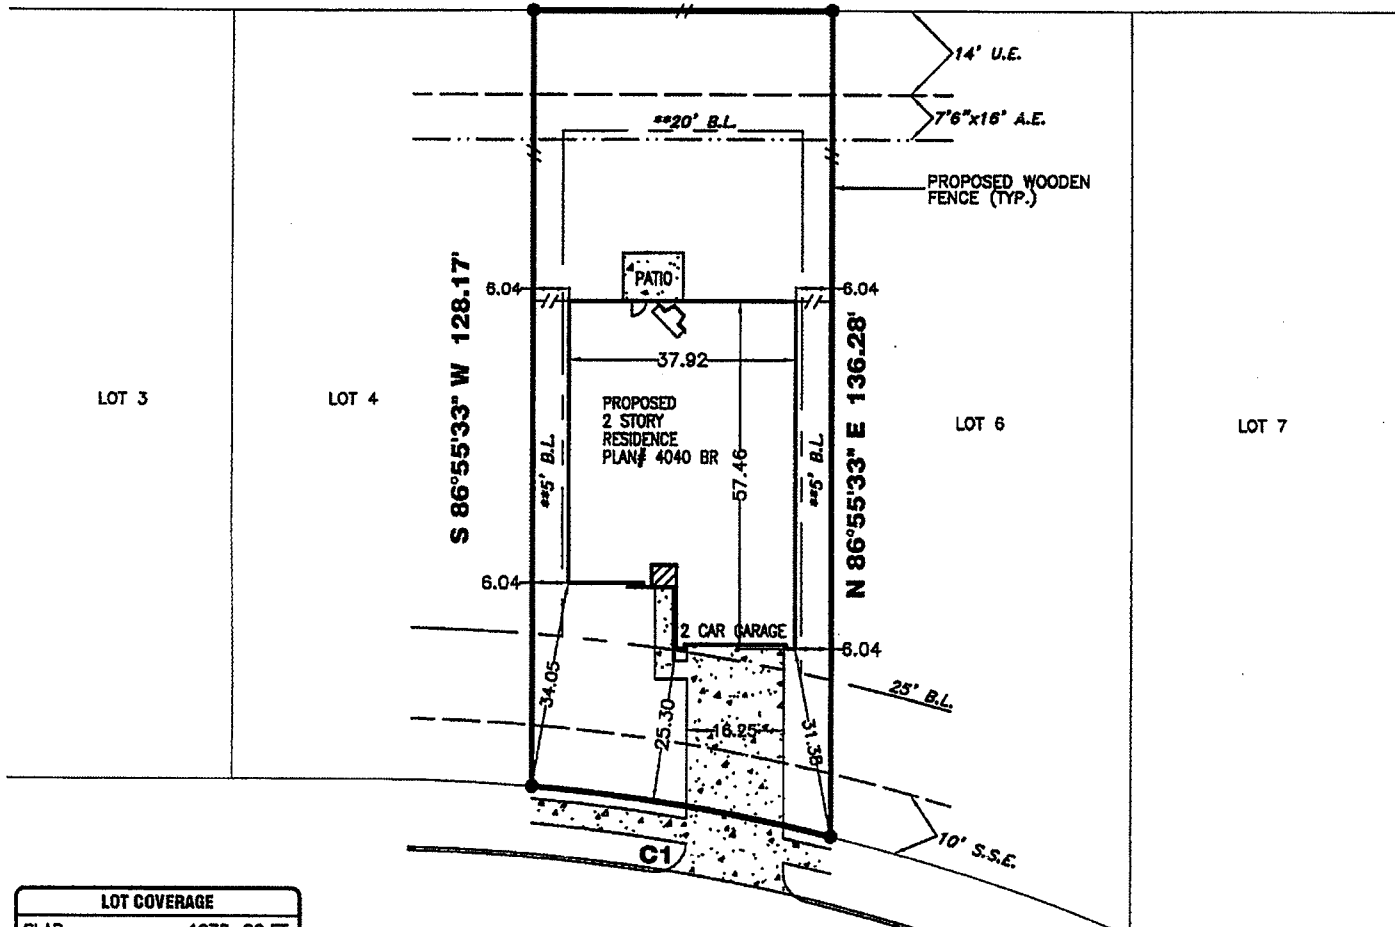 14' U.E.
**20' B.L.
7'6"x16' A.E.
PROPOSED WOODEN
FENCE (TYP.)
S 86°55'33" W 128.17'
PATIO
6.04
6.04
37.92
N 86°55'33" E 136.28'
LOT 3
LOT 4
PROPOSED
2 STORY
RESIDENCE
PLAN# 4040 BR
57.46
LOT 6
LOT 7
**5' B.L.
**5' B.L.
6.04
2 CAR GARAGE
6.04
34.05
25.30
16.25
31.38
25' B.L.
10' S.S.E.
C1
LOT COVERAGE